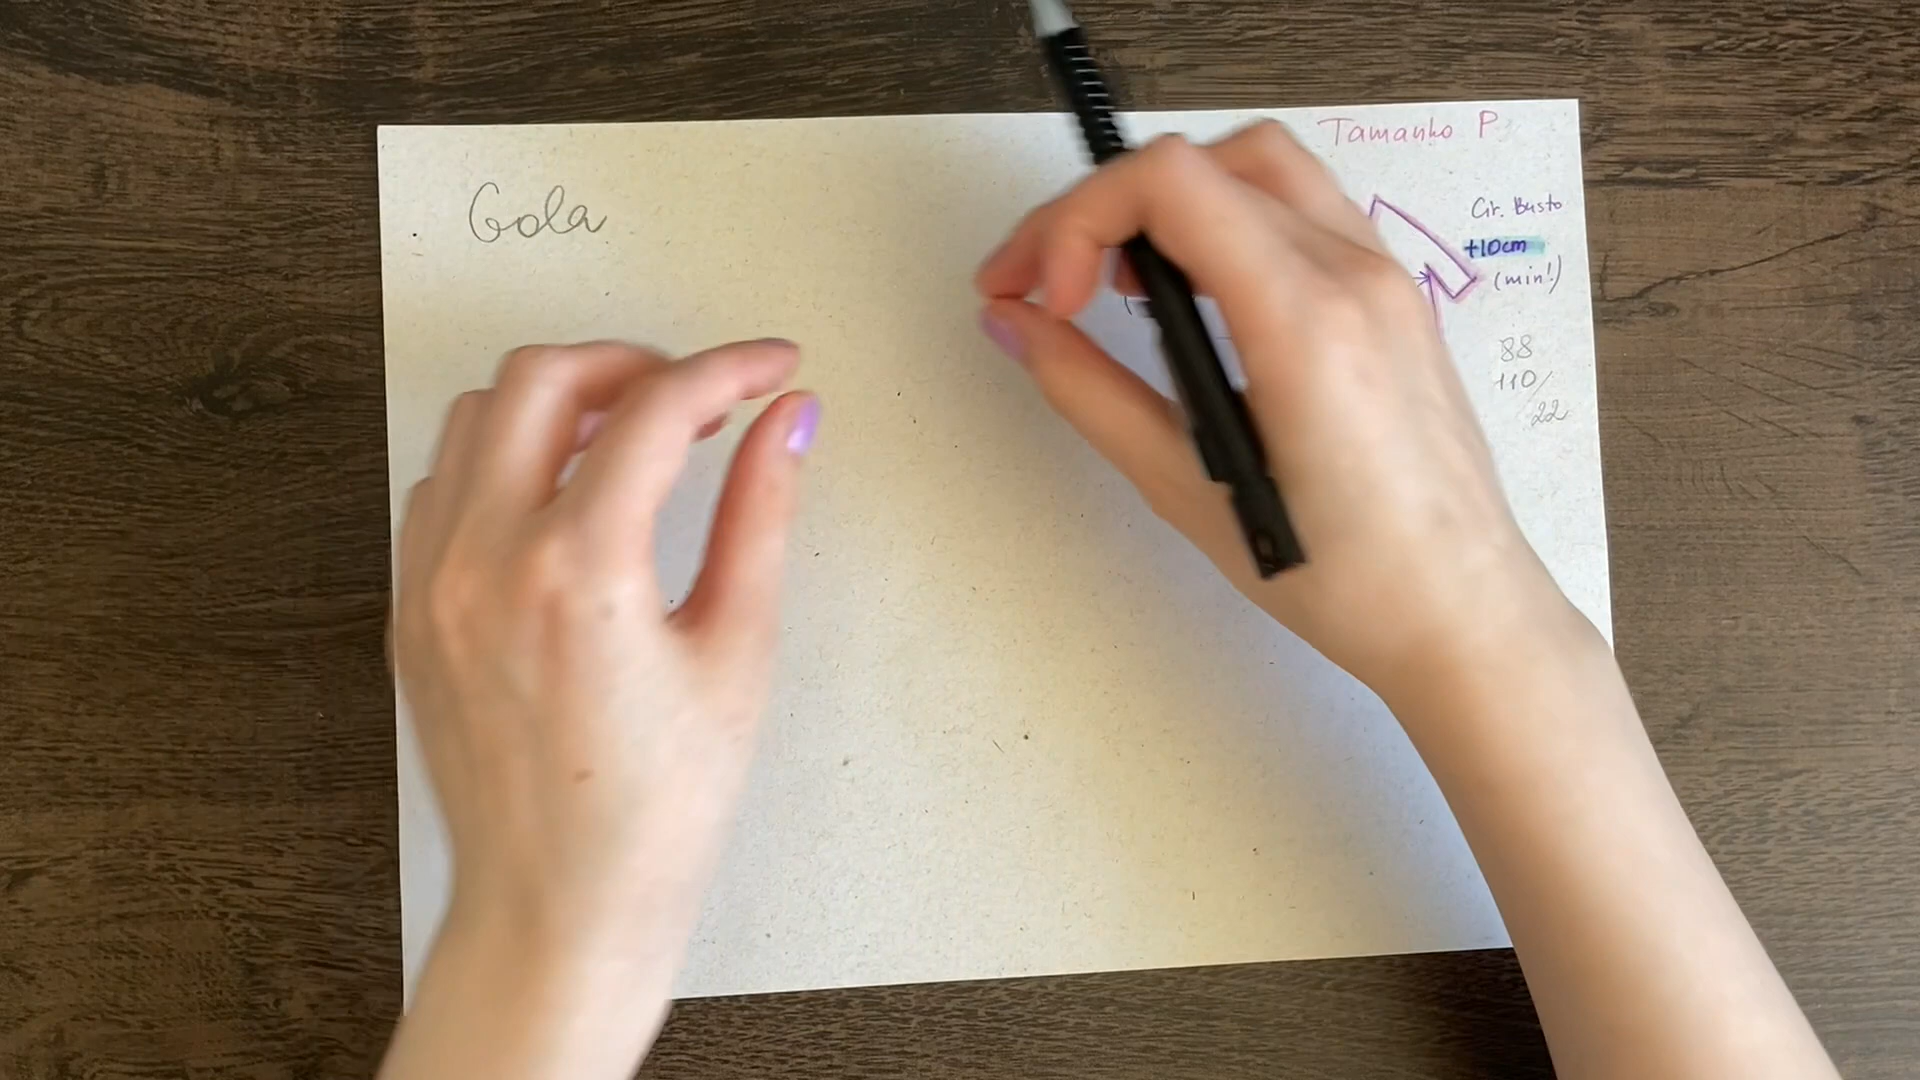 Gola
Tamanho P
Cir. Busto
+10cm
(min!)
88
110/
22